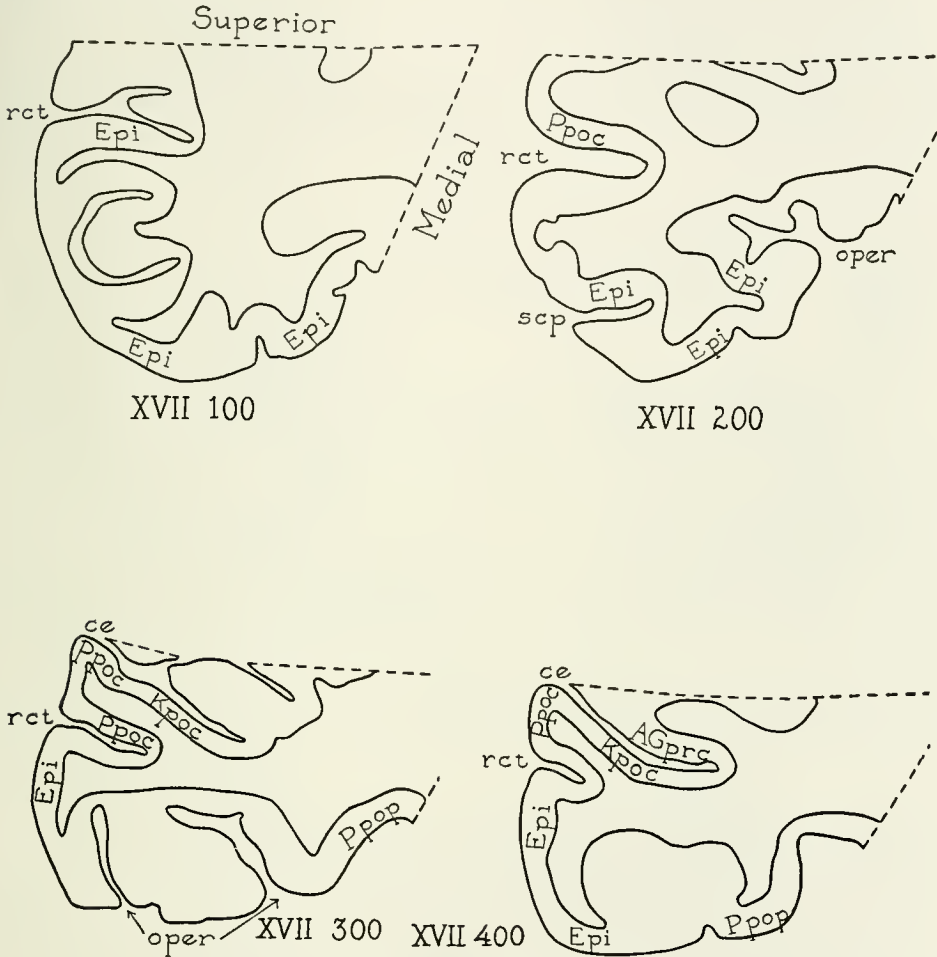 Superior
Medial
rct
Epi
Epi
Epi
XVII 100
Ppoc
rct
oper
Epi
Epi
scp
Epi
XVII 200
ce
Ppoc
Kpoc
rct
Ppoc
Epi
Ppop
oper
XVII 300
ce
Ppoc
AGprc
Kpoc
rct
Epi
Epi
Ppop
XVII 400